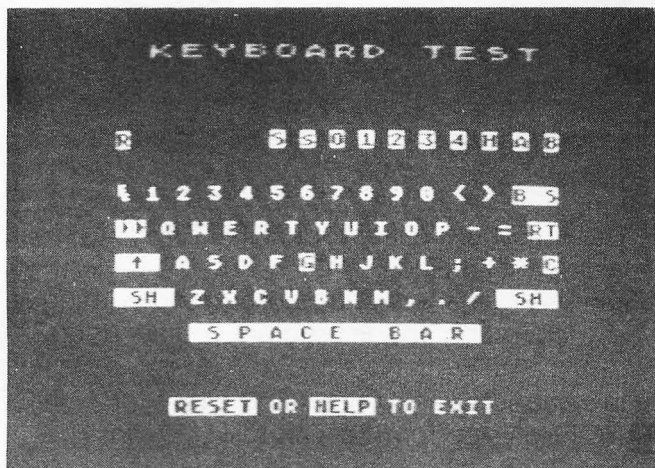 KEYBOARD TEST
R S S 0 1 2 3 4 H A B
1 2 3 4 5 6 7 8 9 0 < > B S
Q W E R T Y U I O P - = RT
↑ A S D F G H J K L ; + * C
SH Z X C V B N M , . / SH
SPACE BAR
RESET OR HELP TO EXIT